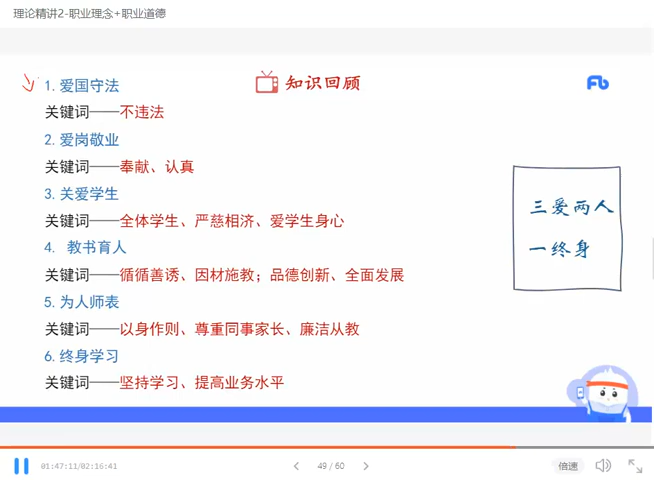 理论精讲2-职业理念+职业道德
知识回顾
1. 爱国守法
关键词——不违法
2. 爱岗敬业
关键词——奉献、认真
3. 关爱学生
关键词——全体学生、严慈相济、爱学生身心
4. 教书育人
关键词——循循善诱、因材施教；品德创新、全面发展
5. 为人师表
关键词——以身作则、尊重同事家长、廉洁从教
6. 终身学习
关键词——坚持学习、提高业务水平
三爱两人
一终身
01:47:11/02:16:41
49 / 60
倍速